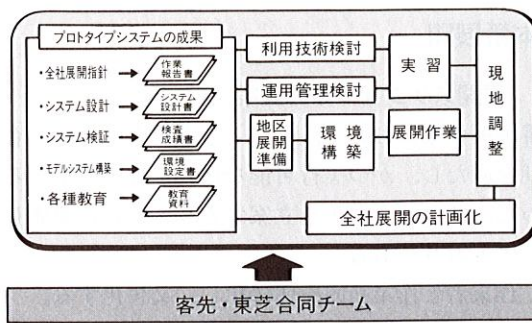 プロトタイプシステムの成果
・全社展開指針
作業
報告書
・システム設計
システム
設計書
・システム検証
検査
成績書
・モデルシステム構築
環境
設定書
・各種教育
教育
資料
利用技術検討
運用管理検討
実習
地区
展開
準備
環境
構築
展開作業
現地調整
全社展開の計画化
客先・東芝合同チーム